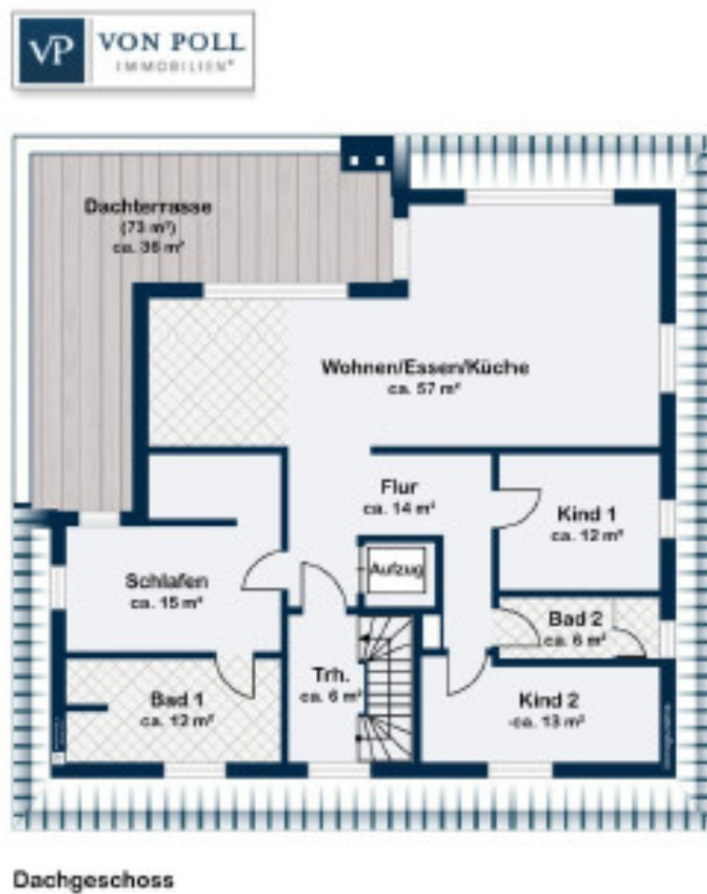 VP VON POLL
IMMOBILIEN®
Dachterrasse
(73 m²)
ca. 36 m²
Wohnen/Essen/Küche
ca. 57 m²
Flur
ca. 14 m²
Kind 1
ca. 12 m²
Aufzug
Schlafen
ca. 15 m²
Bad 2
ca. 6 m²
Trh.
ca. 6 m²
Bad 1
ca. 12 m²
Kind 2
ca. 13 m²
Dachgeschoss